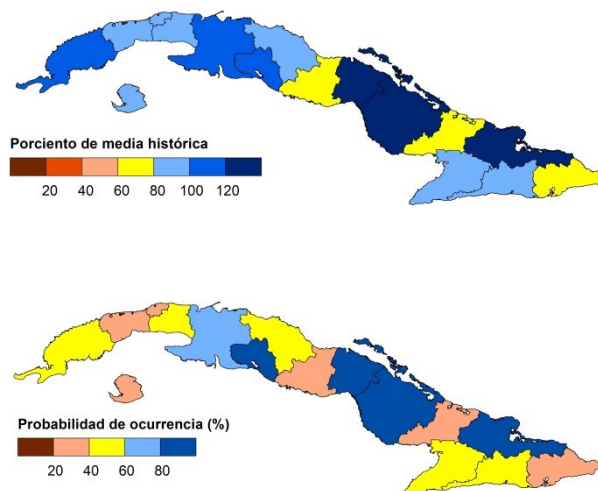 Porciento de media histórica
20 40 60 80 100 120
Probabilidad de ocurrencia (%)
20 40 60 80